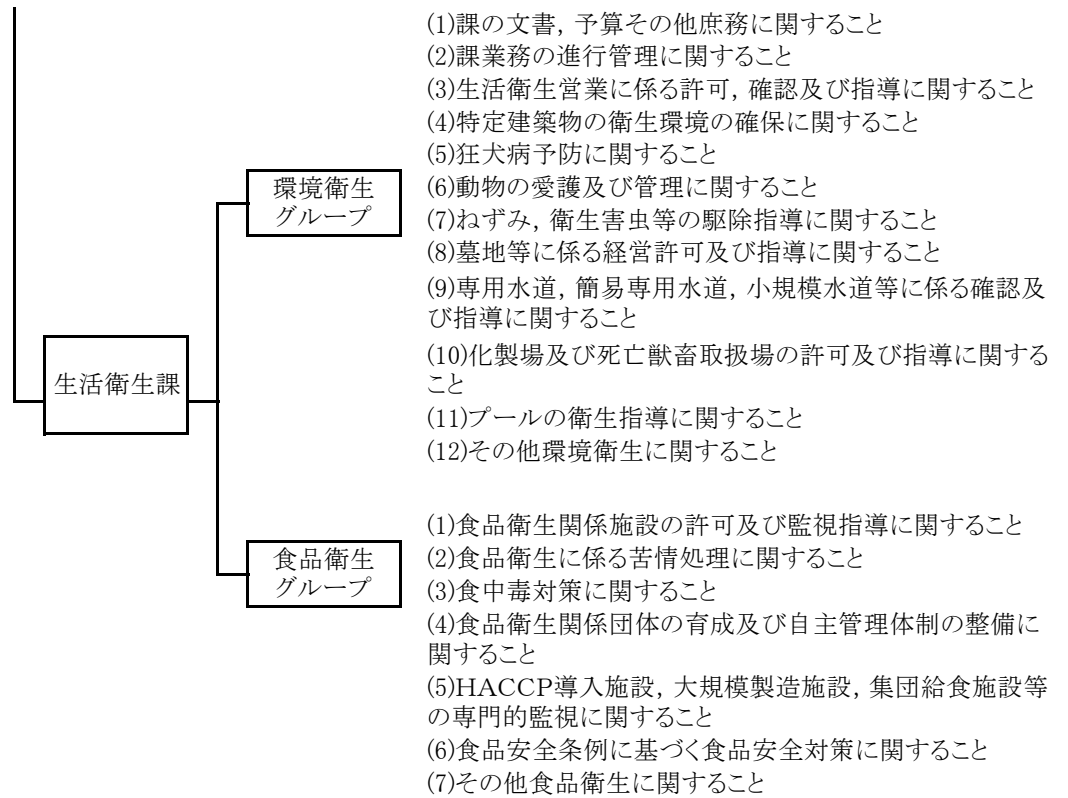 生活衛生課
環境衛生
グループ
(1)課の文書，予算その他庶務に関すること
(2)課業務の進行管理に関すること
(3)生活衛生営業に係る許可，確認及び指導に関すること
(4)特定建築物の衛生環境の確保に関すること
(5)狂犬病予防に関すること
(6)動物の愛護及び管理に関すること
(7)ねずみ，衛生害虫等の駆除指導に関すること
(8)墓地等に係る経営許可及び指導に関すること
(9)専用水道，簡易専用水道，小規模水道等に係る確認及
び指導に関すること
(10)化製場及び死亡獣畜取扱場の許可及び指導に関する
こと
(11)プールの衛生指導に関すること
(12)その他環境衛生に関すること
食品衛生
グループ
(1)食品衛生関係施設の許可及び監視指導に関すること
(2)食品衛生に係る苦情処理に関すること
(3)食中毒対策に関すること
(4)食品衛生関係団体の育成及び自主管理体制の整備に
関すること
(5)HACCP導入施設，大規模製造施設，集団給食施設等
の専門的監視に関すること
(6)食品安全条例に基づく食品安全対策に関すること
(7)その他食品衛生に関すること